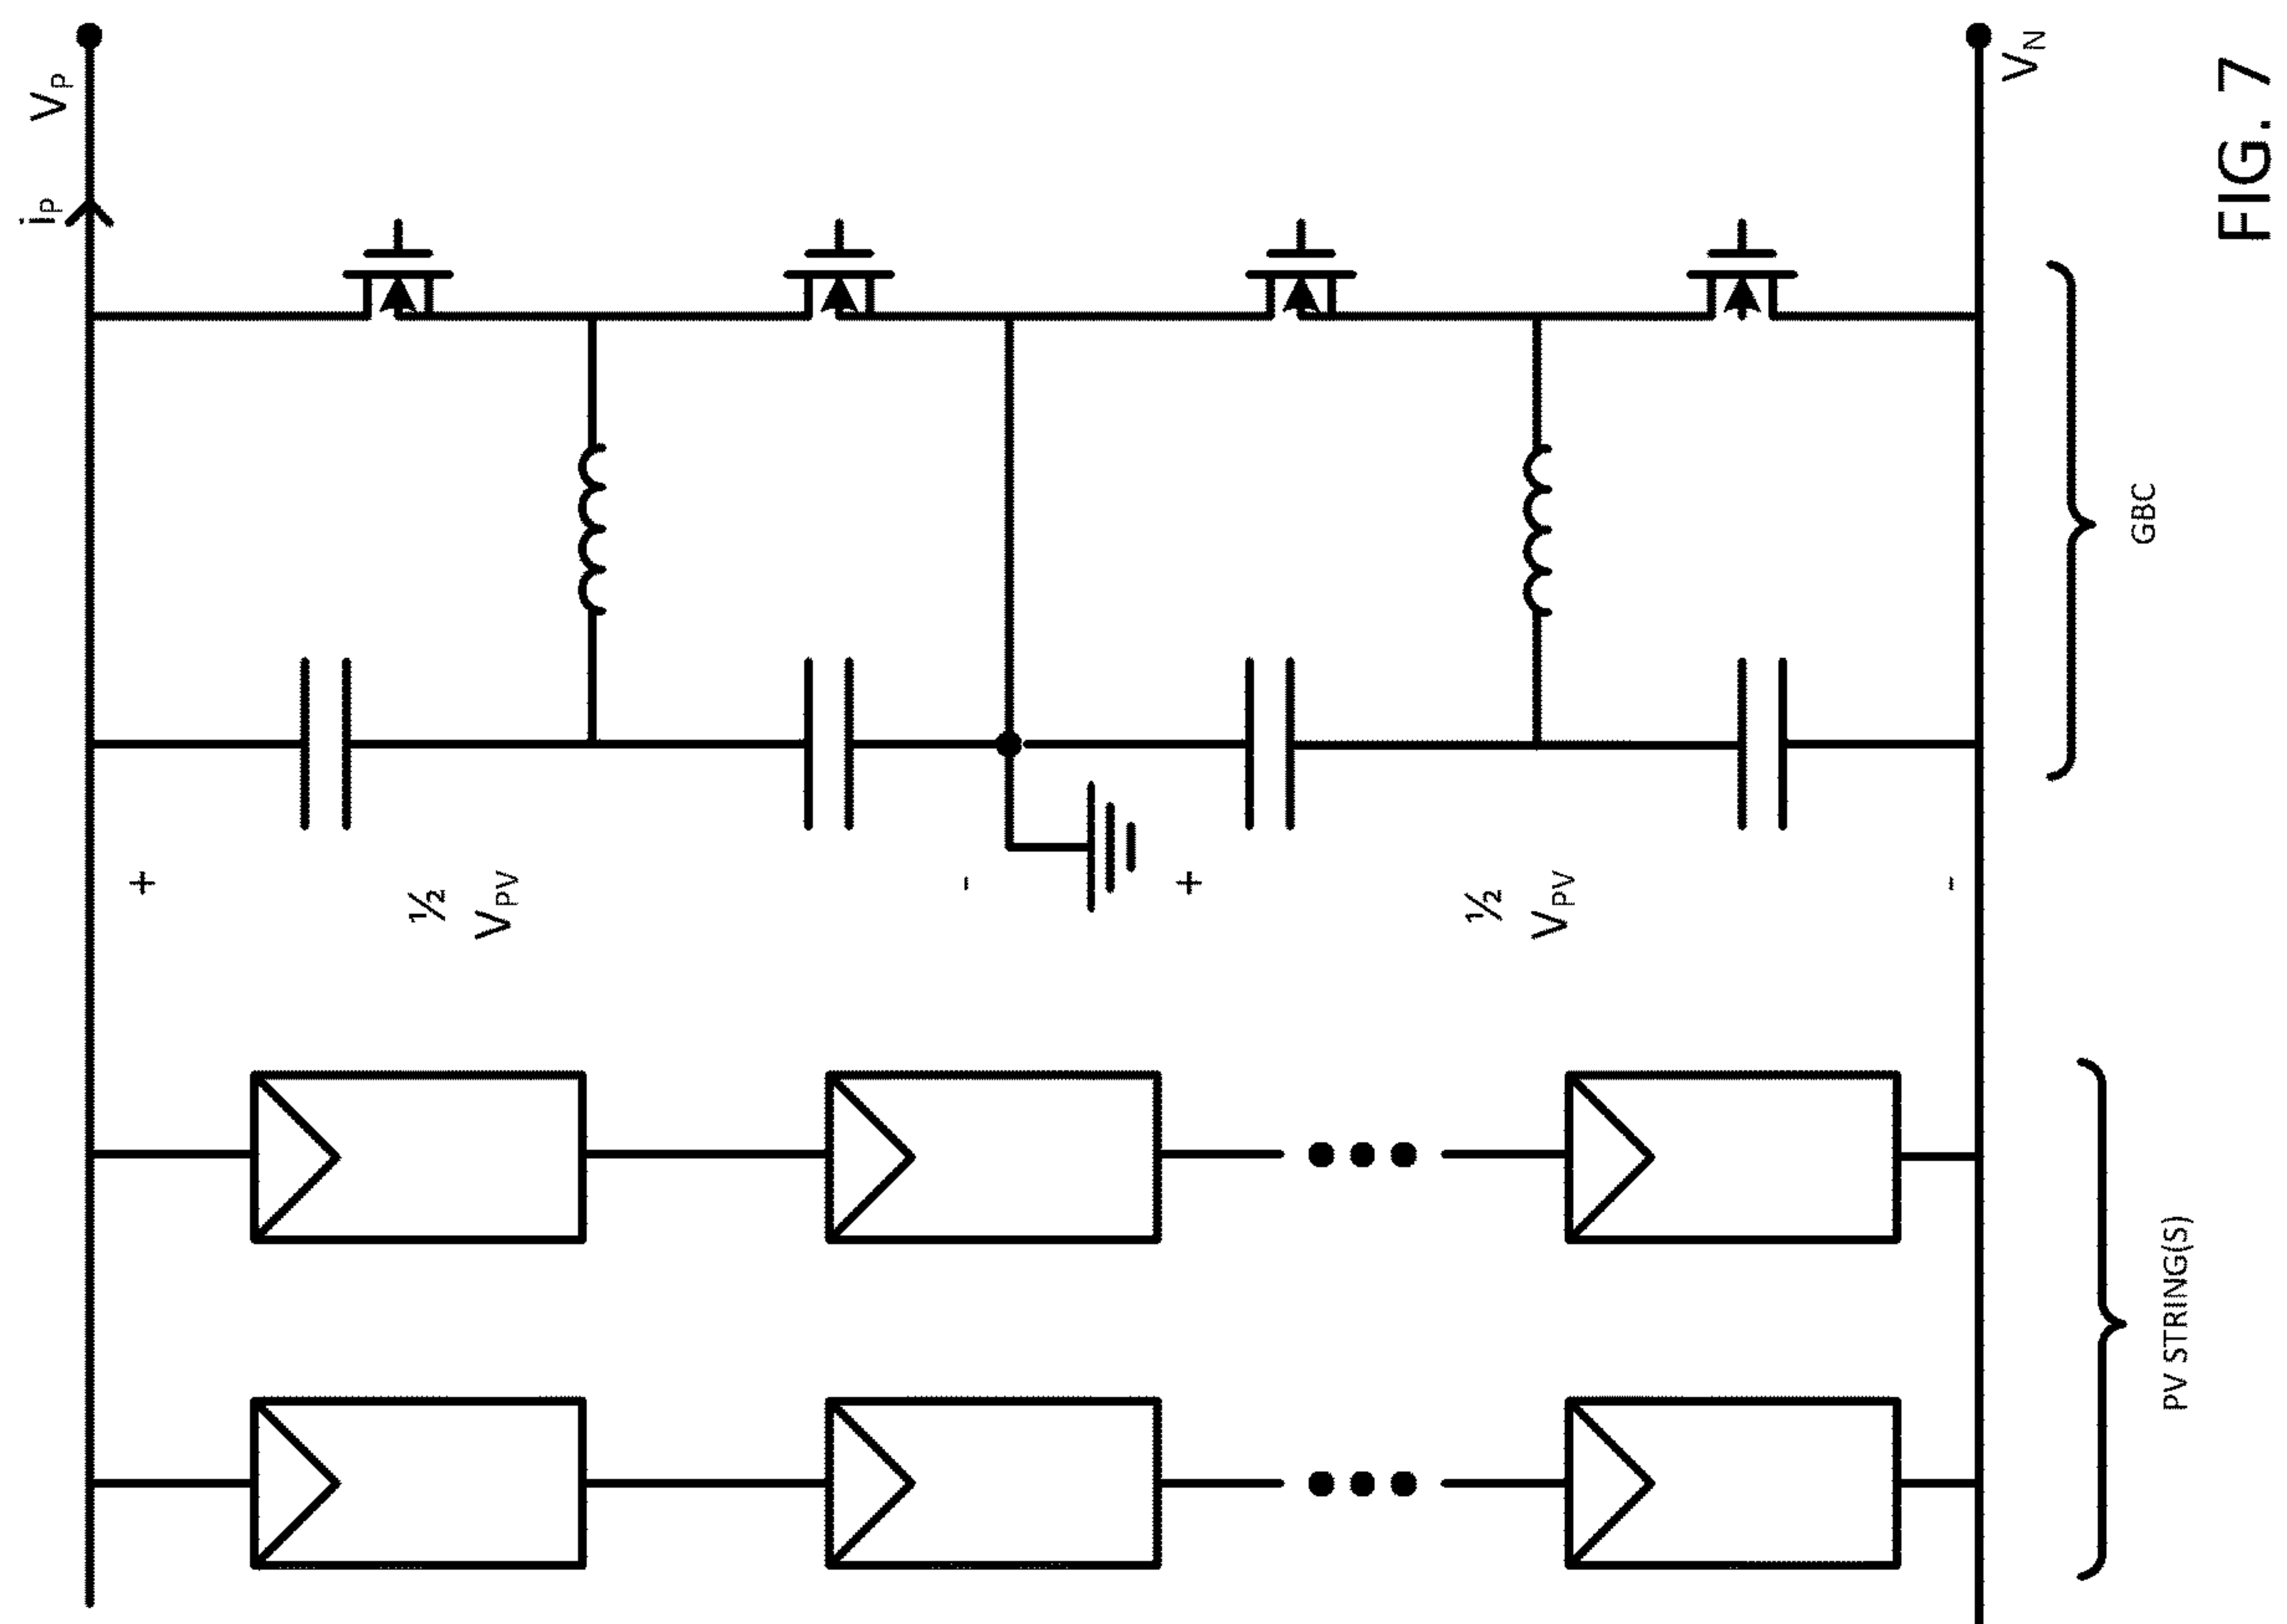 PV STRING(S)
GBC
+
½
V_PV
-
+
½
V_PV
-
i_P
V_P
V_N
FIG. 7